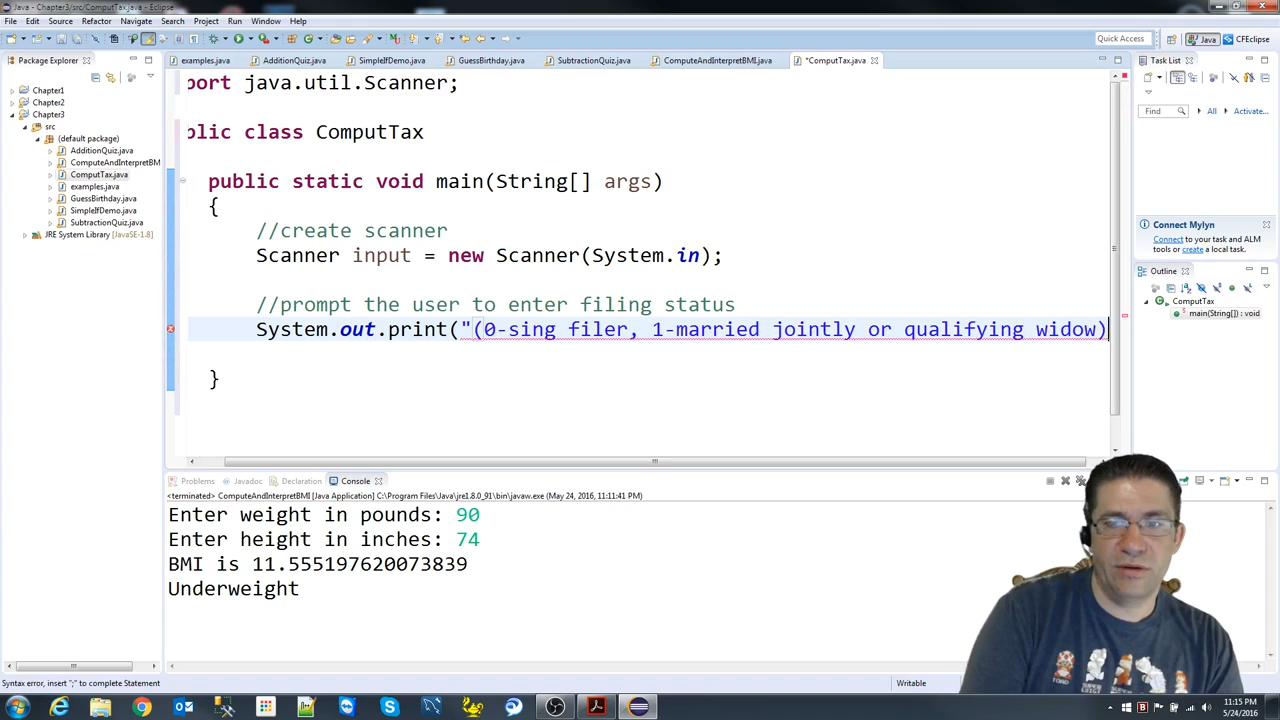 Java - Chapter3/src/ComputTax.java - Eclipse
File Edit Source Refactor Navigate Search Project Run Window Help
Quick Access Java CFEclipse
Package Explorer
examples.java AdditionQuiz.java SimpleIfDemo.java GuessBirthday.java SubtractionQuiz.java ComputeAndInterpretBMI.java *ComputTax.java
Task List
Chapter1
Chapter2
Chapter3
src
(default package)
AdditionQuiz.java
ComputeAndInterpretBM
ComputTax.java
examples.java
GuessBirthday.java
SimpleIfDemo.java
SubtractionQuiz.java
JRE System Library [JavaSE-1.8]
port java.util.Scanner;
olic class ComputTax
public static void main(String[] args)
{
//create scanner
Scanner input = new Scanner(System.in);
//prompt the user to enter filing status
System.out.print("(0-sing filer, 1-married jointly or qualifying widow)
}
Find All Activate...
Connect Mylyn
Connect to your task and ALM
tools or create a local task.
Outline
ComputTax
main(String[]) : void
Problems Javadoc Declaration Console
<terminated> ComputeAndInterpretBMI [Java Application] C:\Program Files\Java\jre1.8.0_91\bin\javaw.exe (May 24, 2016, 11:11:41 PM)
Enter weight in pounds: 90
Enter height in inches: 74
BMI is 11.555197620073839
Underweight
Syntax error, insert ";" to complete Statement
Writable
11:15 PM
5/24/2016